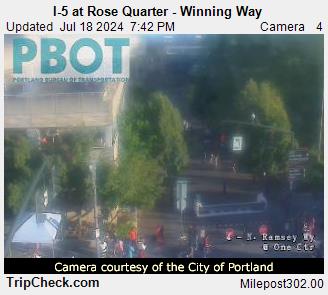 I-5 at Rose Quarter - Winning Way
Updated Jul 18 2024 7:42 PM Camera 4
PBOT
PORTLAND BUREAU OF TRANSPORTATION
4 - N. Ramsey Wy.
@ One Ctr
Camera courtesy of the City of Portland
TripCheck.com Milepost302.00